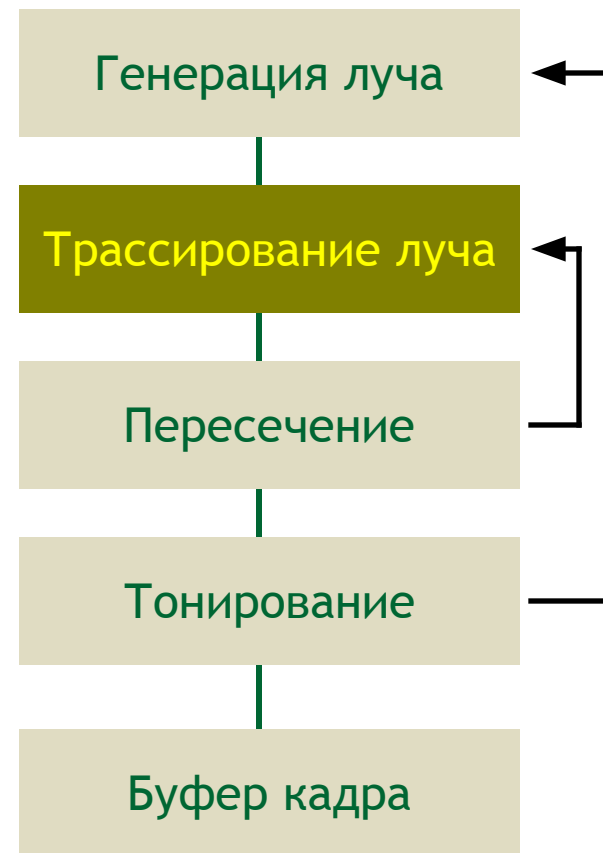 Генерация луча
Трассирование луча
Пересечение
Тонирование
Буфер кадра